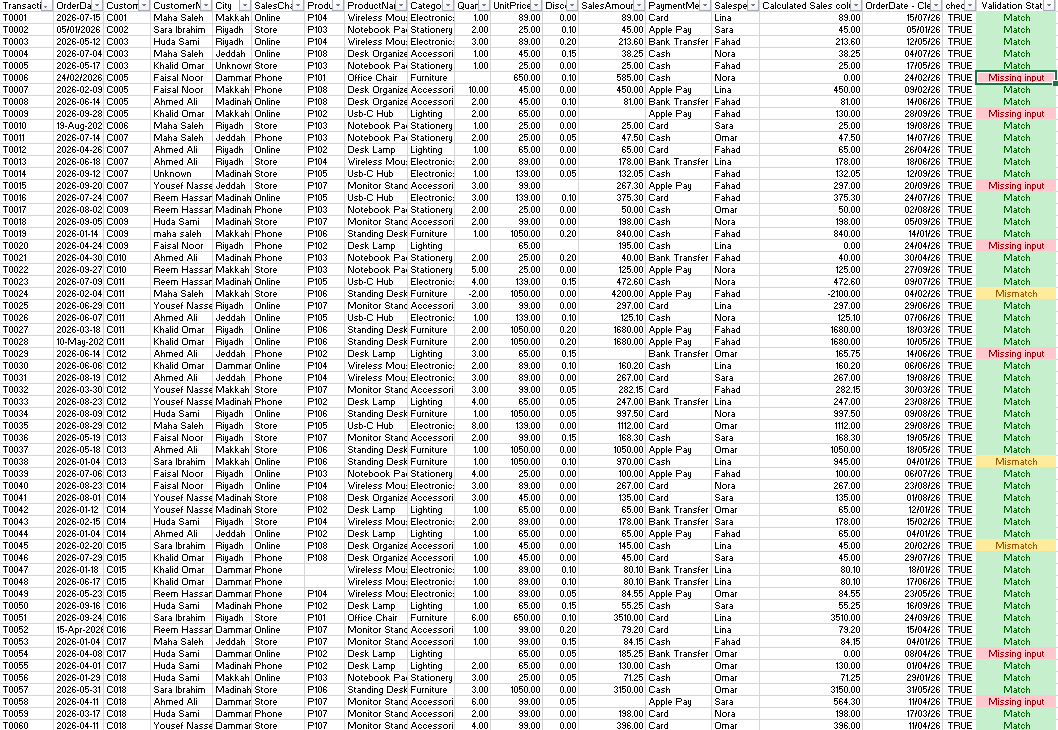 Transacti OrderDa Custom CustomerN City SalesCha Produ ProductNai Catego Quar UnitPrice Disco SalesAmour PaymentMe Salespe Calculated Sales colu OrderDate - Cle chec Validation Stat
T0001 2026-07-15 C001 Maha Saleh Makkah Online P104 Wireless Mou Electronic 1.00 89.00 0.00 89.00 Card Lina 89.00 15/07/26 TRUE Match
T0002 05/01/2026 C002 Sara Ibrahim Riyadh Store P103 Notebook Pa Stationery 2.00 25.00 0.10 45.00 Apple Pay Sara 45.00 05/01/26 TRUE Match
T0003 2026-05-12 C003 Huda Sami Riyadh Online P104 Wireless Mou Electronic 3.00 89.00 0.20 213.60 Bank Transfer Fahad 213.60 12/05/26 TRUE Match
T0004 2026-07-04 C003 Maha Saleh Jeddah Online P108 Desk Organize Accessori 1.00 45.00 0.15 38.25 Cash Nora 38.25 04/07/26 TRUE Match
T0005 2026-05-17 C003 Khalid Omar Unknown Store P103 Notebook Pa Stationery 1.00 25.00 0.00 25.00 Cash Fahad 25.00 17/05/26 TRUE Match
T0006 24/02/2026 C005 Faisal Noor Dammar Phone P101 Office Chair Furniture 650.00 0.10 585.00 Cash Nora 0.00 24/02/26 TRUE Missing input
T0007 2026-02-09 C005 Faisal Noor Makkah Phone P108 Desk Organize Accessori 10.00 45.00 0.00 450.00 Apple Pay Lina 450.00 09/02/26 TRUE Match
T0008 2026-06-14 C005 Ahmed Ali Madinah Online P108 Desk Organize Accessori 2.00 45.00 0.10 81.00 Bank Transfer Fahad 81.00 14/06/26 TRUE Match
T0009 2026-09-28 C005 Khalid Omar Makkah Online P105 Usb-C Hub Lighting 2.00 65.00 0.00 Apple Pay Fahad 130.00 28/09/26 TRUE Missing input
T0010 19-Aug-202 C006 Maha Saleh Riyadh Store P103 Notebook Pa Stationery 1.00 25.00 0.00 25.00 Card Sara 25.00 19/08/26 TRUE Match
T0011 2026-07-14 C007 Maha Saleh Jeddah Phone P103 Notebook Pa Stationery 2.00 25.00 0.05 47.50 Cash Omar 47.50 14/07/26 TRUE Match
T0012 2026-04-26 C007 Ahmed Ali Jeddah Online P102 Desk Lamp Lighting 1.00 65.00 0.00 65.00 Card Fahad 65.00 26/04/26 TRUE Match
T0013 2026-06-18 C007 Ahmed Ali Riyadh Store P104 Wireless Mou Electronic 2.00 89.00 0.00 178.00 Bank Transfer Lina 178.00 18/06/26 TRUE Match
T0014 2026-09-12 C007 Unknown Madinah Store P105 Usb-C Hub Electronic 1.00 139.00 0.05 132.05 Cash Omar 132.05 12/09/26 TRUE Match
T0015 2026-09-20 C007 Yousef Nasse Jeddah Store P107 Monitor Stand Accessori 3.00 99.00 267.30 Apple Pay Fahad 297.00 20/09/26 TRUE Missing input
T0016 2026-07-24 C007 Reem Hassar Madinah Online P105 Usb-C Hub Electronic 3.00 139.00 0.10 375.30 Card Fahad 375.30 24/07/26 TRUE Match
T0017 2026-08-02 C009 Reem Hassar Madinah Phone P103 Notebook Pa Stationery 2.00 25.00 0.00 50.00 Cash Omar 50.00 02/08/26 TRUE Match
T0018 2026-09-05 C009 Huda Sami Riyadh Store P107 Monitor Stand Accessori 2.00 99.00 0.00 198.00 Cash Nora 198.00 05/09/26 TRUE Match
T0019 2026-01-14 C009 maha saleh Makkah Phone P106 Standing Desk Furniture 1.00 1050.00 0.20 840.00 Cash Fahad 840.00 14/01/26 TRUE Match
T0020 2026-04-24 C009 Faisal Noor Riyadh Phone P102 Desk Lamp Lighting 65.00 195.00 Cash Lina 0.00 24/04/26 TRUE Missing input
T0021 2026-04-30 C010 Ahmed Ali Madinah Phone P103 Notebook Pa Stationery 2.00 25.00 0.20 40.00 Bank Transfer Fahad 40.00 30/04/26 TRUE Match
T0022 2026-09-27 C010 Reem Hassar Makkah Store P103 Notebook Pa Stationery 5.00 25.00 0.00 125.00 Apple Pay Nora 125.00 27/09/26 TRUE Match
T0023 2026-07-09 C011 Reem Hassar Madinah Online P105 Usb-C Hub Electronic 4.00 139.00 0.15 472.60 Cash Nora 472.60 09/07/26 TRUE Match
T0024 2026-02-04 C011 Maha Saleh Makkah Store P106 Standing Desk Furniture -2.00 1050.00 0.00 4200.00 Apple Pay Fahad -2100.00 04/02/26 TRUE Mismatch
T0025 2026-06-29 C011 Yousef Nasse Riyadh Online P107 Monitor Stand Accessori 3.00 99.00 0.00 297.00 Card Lina 297.00 29/06/26 TRUE Match
T0026 2026-06-07 C011 Ahmed Ali Jeddah Online P105 Usb-C Hub Electronic 1.00 139.00 0.10 125.10 Cash Nora 125.10 07/06/26 TRUE Match
T0027 2026-03-18 C011 Khalid Omar Riyadh Online P106 Standing Desk Furniture 2.00 1050.00 0.20 1680.00 Apple Pay Fahad 1680.00 18/03/26 TRUE Match
T0028 10-May-202 C011 Khalid Omar Riyadh Store P106 Standing Desk Furniture 2.00 1050.00 0.20 1680.00 Apple Pay Fahad 1680.00 10/05/26 TRUE Match
T0029 2026-06-14 C012 Ahmed Ali Jeddah Phone P102 Desk Lamp Lighting 3.00 65.00 0.15 Bank Transfer Omar 165.75 14/06/26 TRUE Missing input
T0030 2026-06-06 C012 Khalid Omar Dammar Online P104 Wireless Mou Electronic 2.00 89.00 0.10 160.20 Cash Lina 160.20 06/06/26 TRUE Match
T0031 2026-08-19 C012 Ahmed Ali Jeddah Phone P104 Wireless Mou Electronic 3.00 89.00 0.00 267.00 Card Sara 267.00 19/08/26 TRUE Match
T0032 2026-03-30 C012 Yousef Nasse Makkah Store P107 Monitor Stand Accessori 3.00 99.00 0.05 282.15 Card Fahad 282.15 30/03/26 TRUE Match
T0033 2026-08-23 C012 Yousef Nasse Madinah Phone P102 Desk Lamp Lighting 4.00 65.00 0.05 247.00 Bank Transfer Lina 247.00 23/08/26 TRUE Match
T0034 2026-08-09 C012 Huda Sami Riyadh Online P106 Standing Desk Furniture 1.00 1050.00 0.05 997.50 Card Nora 997.50 09/08/26 TRUE Match
T0035 2026-08-29 C012 Maha Saleh Riyadh Store P105 Usb-C Hub Electronic 8.00 139.00 0.00 1112.00 Card Omar 1112.00 29/08/26 TRUE Match
T0036 2026-05-19 C013 Faisal Noor Riyadh Store P107 Monitor Stand Accessori 2.00 99.00 0.15 168.30 Cash Sara 168.30 19/05/26 TRUE Match
T0037 2026-05-18 C013 Ahmed Ali Makkah Phone P106 Standing Desk Furniture 1.00 1050.00 0.00 1050.00 Apple Pay Omar 1050.00 18/05/26 TRUE Match
T0038 2026-01-04 C013 Sara Ibrahim Makkah Online P106 Standing Desk Furniture 1.00 1050.00 0.10 970.00 Cash Lina 945.00 04/01/26 TRUE Mismatch
T0039 2026-07-06 C013 Faisal Noor Makkah Online P103 Notebook Pa Stationery 4.00 25.00 0.00 100.00 Apple Pay Fahad 100.00 06/07/26 TRUE Match
T0040 2026-08-23 C014 Faisal Noor Riyadh Online P104 Wireless Mou Electronic 3.00 89.00 0.00 267.00 Card Omar 267.00 23/08/26 TRUE Match
T0041 2026-08-01 C014 Yousef Nasse Madinah Store P108 Desk Organize Accessori 3.00 45.00 0.00 135.00 Card Sara 135.00 01/08/26 TRUE Match
T0042 2026-01-12 C014 Yousef Nasse Madinah Store P102 Desk Lamp Lighting 1.00 65.00 0.00 65.00 Bank Transfer Omar 65.00 12/01/26 TRUE Match
T0043 2026-02-15 C014 Huda Sami Riyadh Store P104 Wireless Mou Electronic 2.00 89.00 0.00 178.00 Bank Transfer Sara 178.00 15/02/26 TRUE Match
T0044 2026-01-04 C014 Ahmed Ali Jeddah Online P102 Desk Lamp Lighting 1.00 65.00 0.00 65.00 Apple Pay Fahad 65.00 04/01/26 TRUE Match
T0045 2026-02-20 C015 Sara Ibrahim Riyadh Online P108 Desk Organize Accessori 1.00 45.00 0.00 145.00 Cash Lina 45.00 20/02/26 TRUE Mismatch
T0046 2026-07-29 C015 Khalid Omar Riyadh Phone P108 Desk Organize Accessori 1.00 45.00 0.00 45.00 Card Sara 45.00 29/07/26 TRUE Match
T0047 2026-01-18 C015 Khalid Omar Dammar Phone Wireless Mou Electronic 1.00 89.00 0.10 80.10 Bank Transfer Lina 80.10 18/01/26 TRUE Match
T0048 2026-06-17 C015 Khalid Omar Dammar Phone Wireless Mou Electronic 1.00 89.00 0.10 80.10 Bank Transfer Lina 80.10 17/06/26 TRUE Match
T0049 2026-05-23 C015 Reem Hassar Dammar Phone P104 Wireless Mou Electronic 1.00 89.00 0.05 84.55 Apple Pay Omar 84.55 23/05/26 TRUE Match
T0050 2026-09-16 C016 Huda Sami Madinah Phone P102 Desk Lamp Lighting 1.00 65.00 0.15 55.25 Cash Sara 55.25 16/09/26 TRUE Match
T0051 2026-09-24 C016 Sara Ibrahim Riyadh Store P101 Office Chair Furniture 6.00 650.00 0.10 3510.00 Card Lina 3510.00 24/09/26 TRUE Match
T0052 15-Apr-2026 C016 Reem Hassar Dammar Online P107 Monitor Stand Accessori 1.00 99.00 0.20 79.20 Card Lina 79.20 15/04/26 TRUE Match
T0053 2026-01-04 C017 Maha Saleh Jeddah Store P107 Monitor Stand Accessori 1.00 99.00 0.15 84.15 Cash Fahad 84.15 04/01/26 TRUE Match
T0054 2026-04-08 C017 Huda Sami Dammar Online P102 Desk Lamp Lighting 65.00 0.05 185.25 Bank Transfer Omar 0.00 08/04/26 TRUE Missing input
T0055 2026-04-01 C017 Huda Sami Madinah Phone P102 Desk Lamp Lighting 2.00 65.00 0.00 130.00 Cash Omar 130.00 01/04/26 TRUE Match
T0056 2026-01-29 C017 Huda Sami Makkah Online P103 Notebook Pa Stationery 3.00 25.00 0.05 71.25 Cash Omar 71.25 29/01/26 TRUE Match
T0057 2026-05-31 C018 Sara Ibrahim Madinah Store P106 Standing Desk Furniture 3.00 1050.00 0.00 3150.00 Cash Omar 3150.00 31/05/26 TRUE Match
T0058 2026-04-11 C018 Ahmed Ali Dammar Store P107 Monitor Stand Accessori 6.00 99.00 0.05 Apple Pay Sara 564.30 11/04/26 TRUE Missing input
T0059 2026-03-17 C018 Huda Sami Dammar Phone P107 Monitor Stand Accessori 2.00 99.00 0.00 198.00 Card Nora 198.00 17/03/26 TRUE Match
T0060 2026-04-11 C018 Yousef Nasse Dammar Store P107 Monitor Stand Accessori 4.00 99.00 0.00 396.00 Card Omar 396.00 11/04/26 TRUE Match